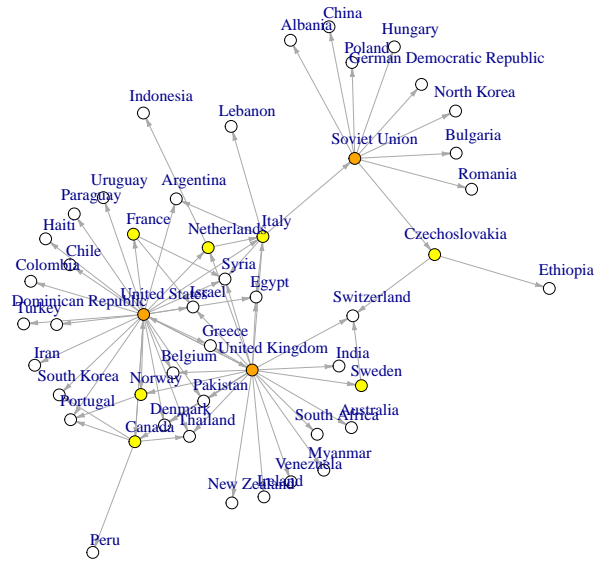 China
Albania
Hungary
Poland
German Democratic Republic
North Korea
Indonesia
Lebanon
Soviet Union
Bulgaria
Romania
Uruguay
Argentina
Paraguay
France
Netherlands
Italy
Haiti
Czechoslovakia
Chile
Syria
Colombia
Ethiopia
Egypt
Dominican Republic
United States
Israel
Switzerland
Turkey
Greece
United Kingdom
Iran
Belgium
India
South Korea
Norway
Pakistan
Sweden
Portugal
Denmark
South Africa
Australia
Canada
Thailand
Myanmar
Venezuela
New Zealand
Ireland
Peru